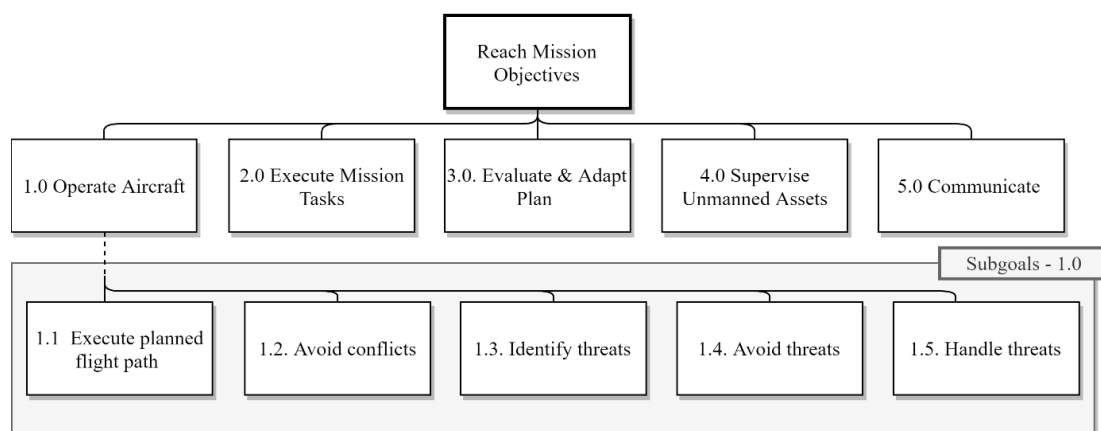 Reach Mission
Objectives
1.0 Operate Aircraft
2.0 Execute Mission
Tasks
3.0. Evaluate & Adapt
Plan
4.0 Supervise
Unmanned Assets
5.0 Communicate
Subgoals - 1.0
1.1 Execute planned
flight path
1.2. Avoid conflicts
1.3. Identify threats
1.4. Avoid threats
1.5. Handle threats